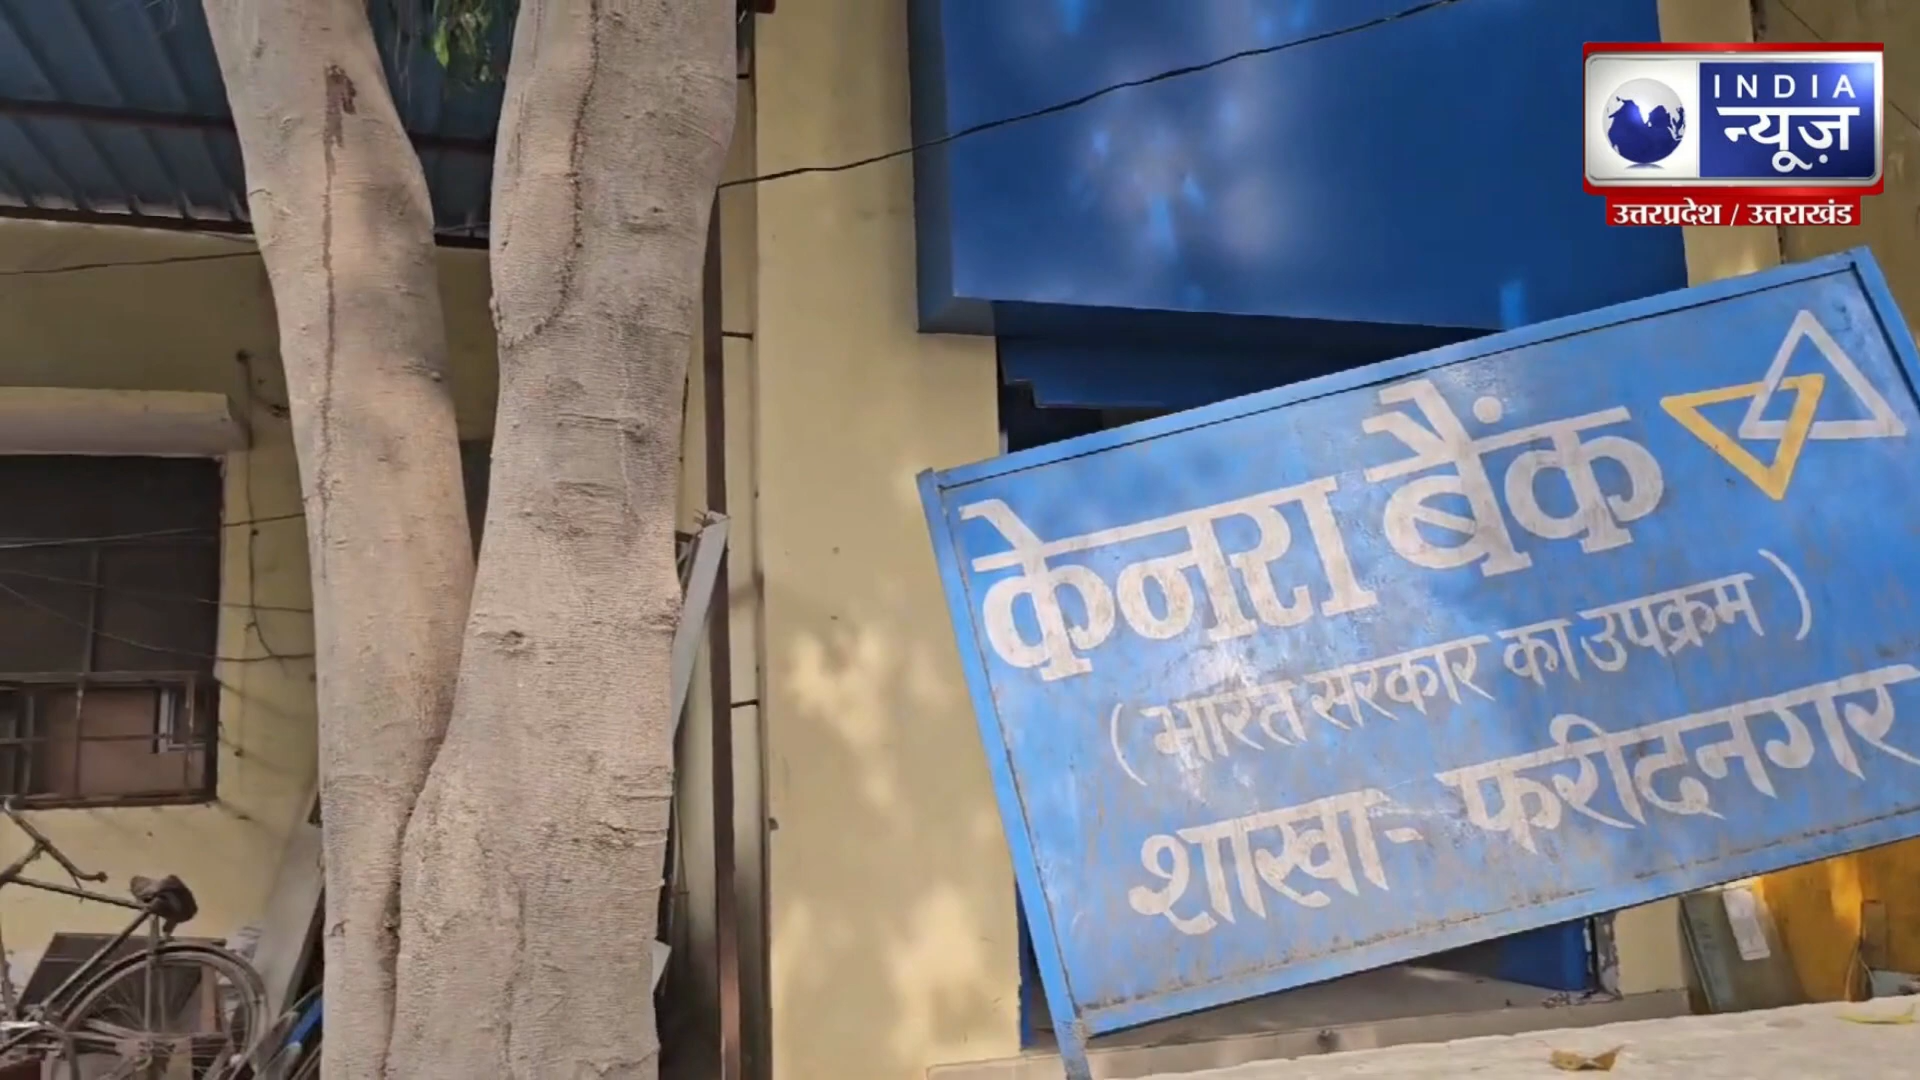 INDIA
न्यूज़
उत्तरप्रदेश / उत्तराखंड
केनरा बैंक
( भारत सरकार का उपक्रम )
शाखा- फरीदनगर